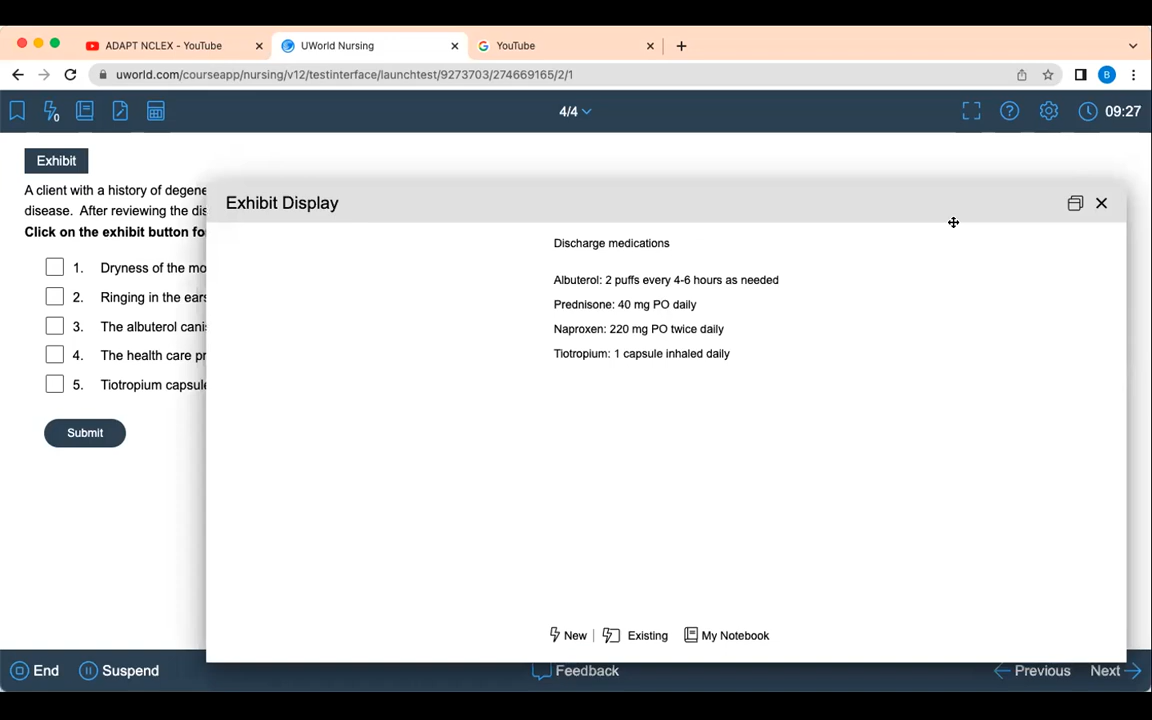 ADAPT NCLEX - YouTube
UWorld Nursing
YouTube
uworld.com/courseapp/nursing/v12/testinterface/launchtest/9273703/274669165/2/1
B
0
4/4
09:27
Exhibit
A client with a history of degene
disease. After reviewing the dis
Click on the exhibit button fo
1. Dryness of the mo
2. Ringing in the ears
3. The albuterol canis
4. The health care pr
5. Tiotropium capsule
Submit
Exhibit Display
Discharge medications
Albuterol: 2 puffs every 4-6 hours as needed
Prednisone: 40 mg PO daily
Naproxen: 220 mg PO twice daily
Tiotropium: 1 capsule inhaled daily
New | Existing My Notebook
End Suspend Feedback Previous Next